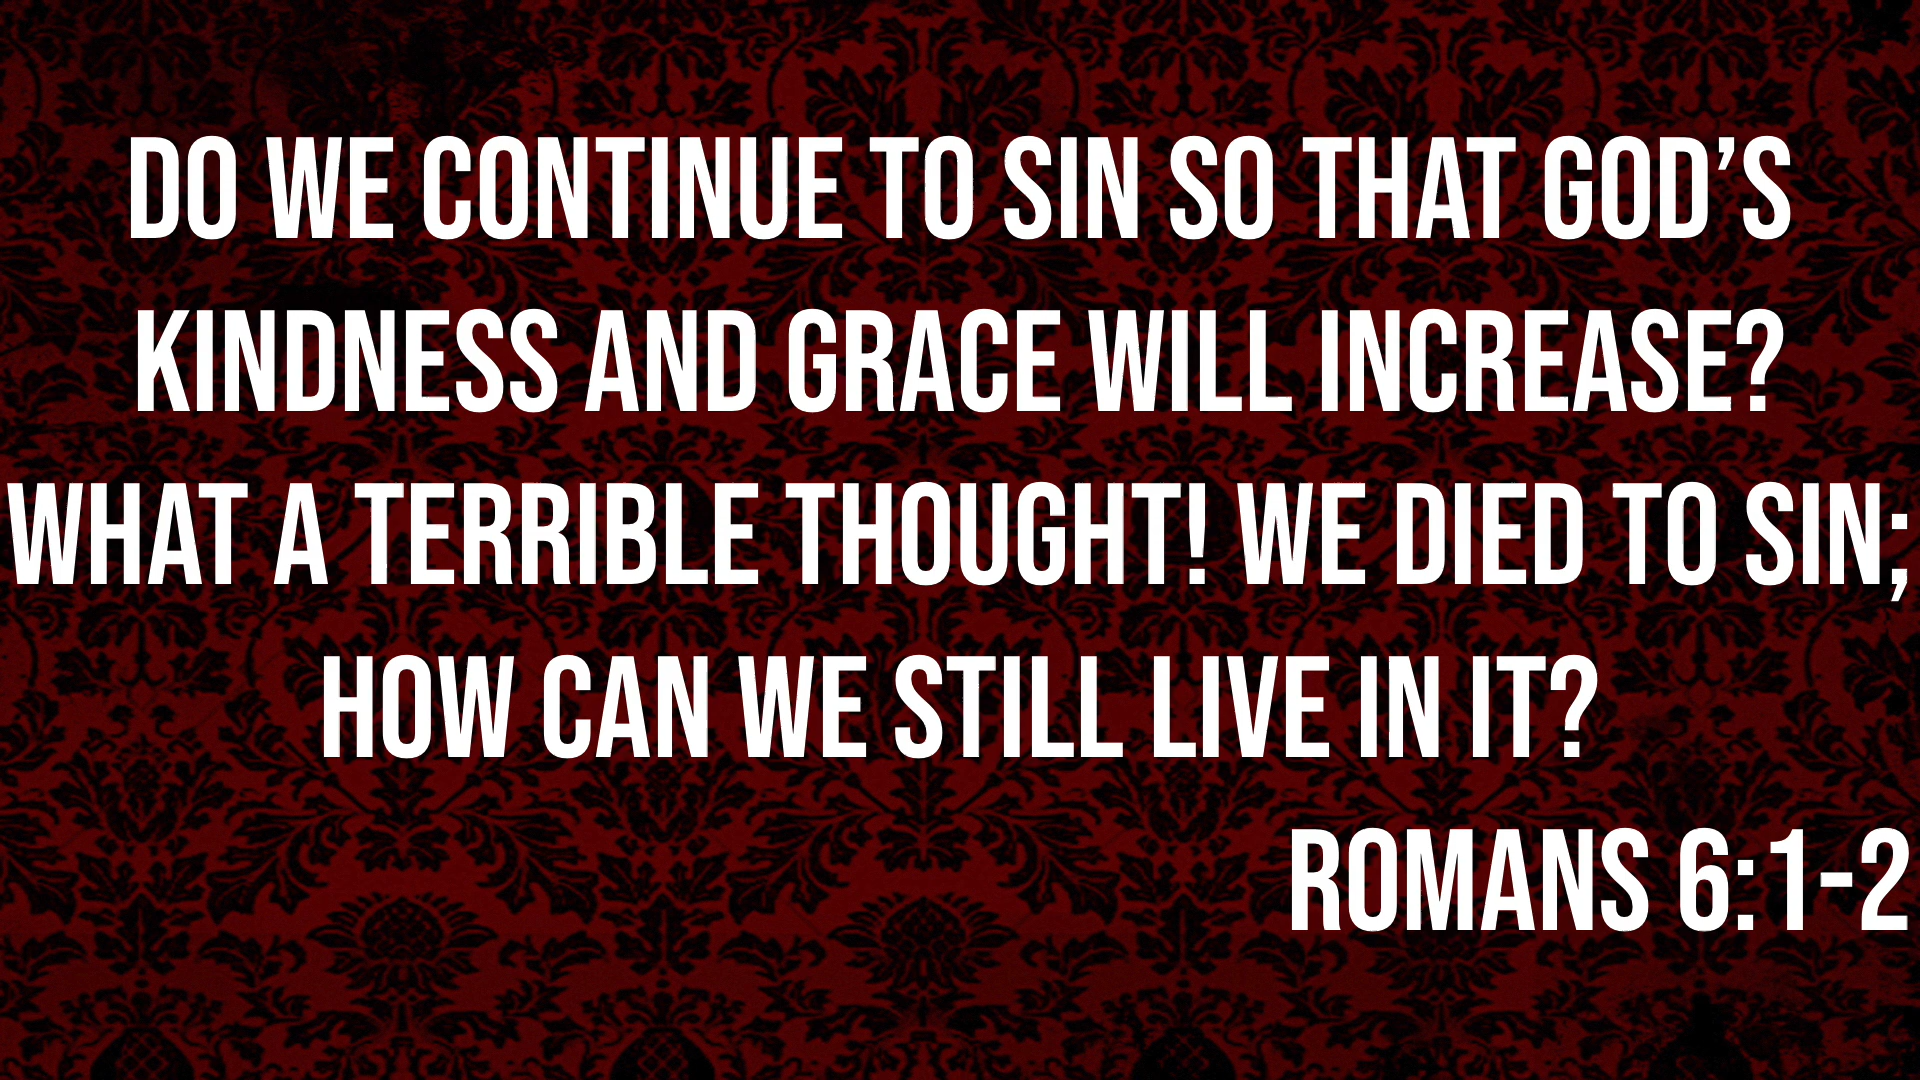 DO WE CONTINUE TO SIN SO THAT GOD’S
KINDNESS AND GRACE WILL INCREASE?
WHAT A TERRIBLE THOUGHT! WE DIED TO SIN;
HOW CAN WE STILL LIVE IN IT?
ROMANS 6:1-2